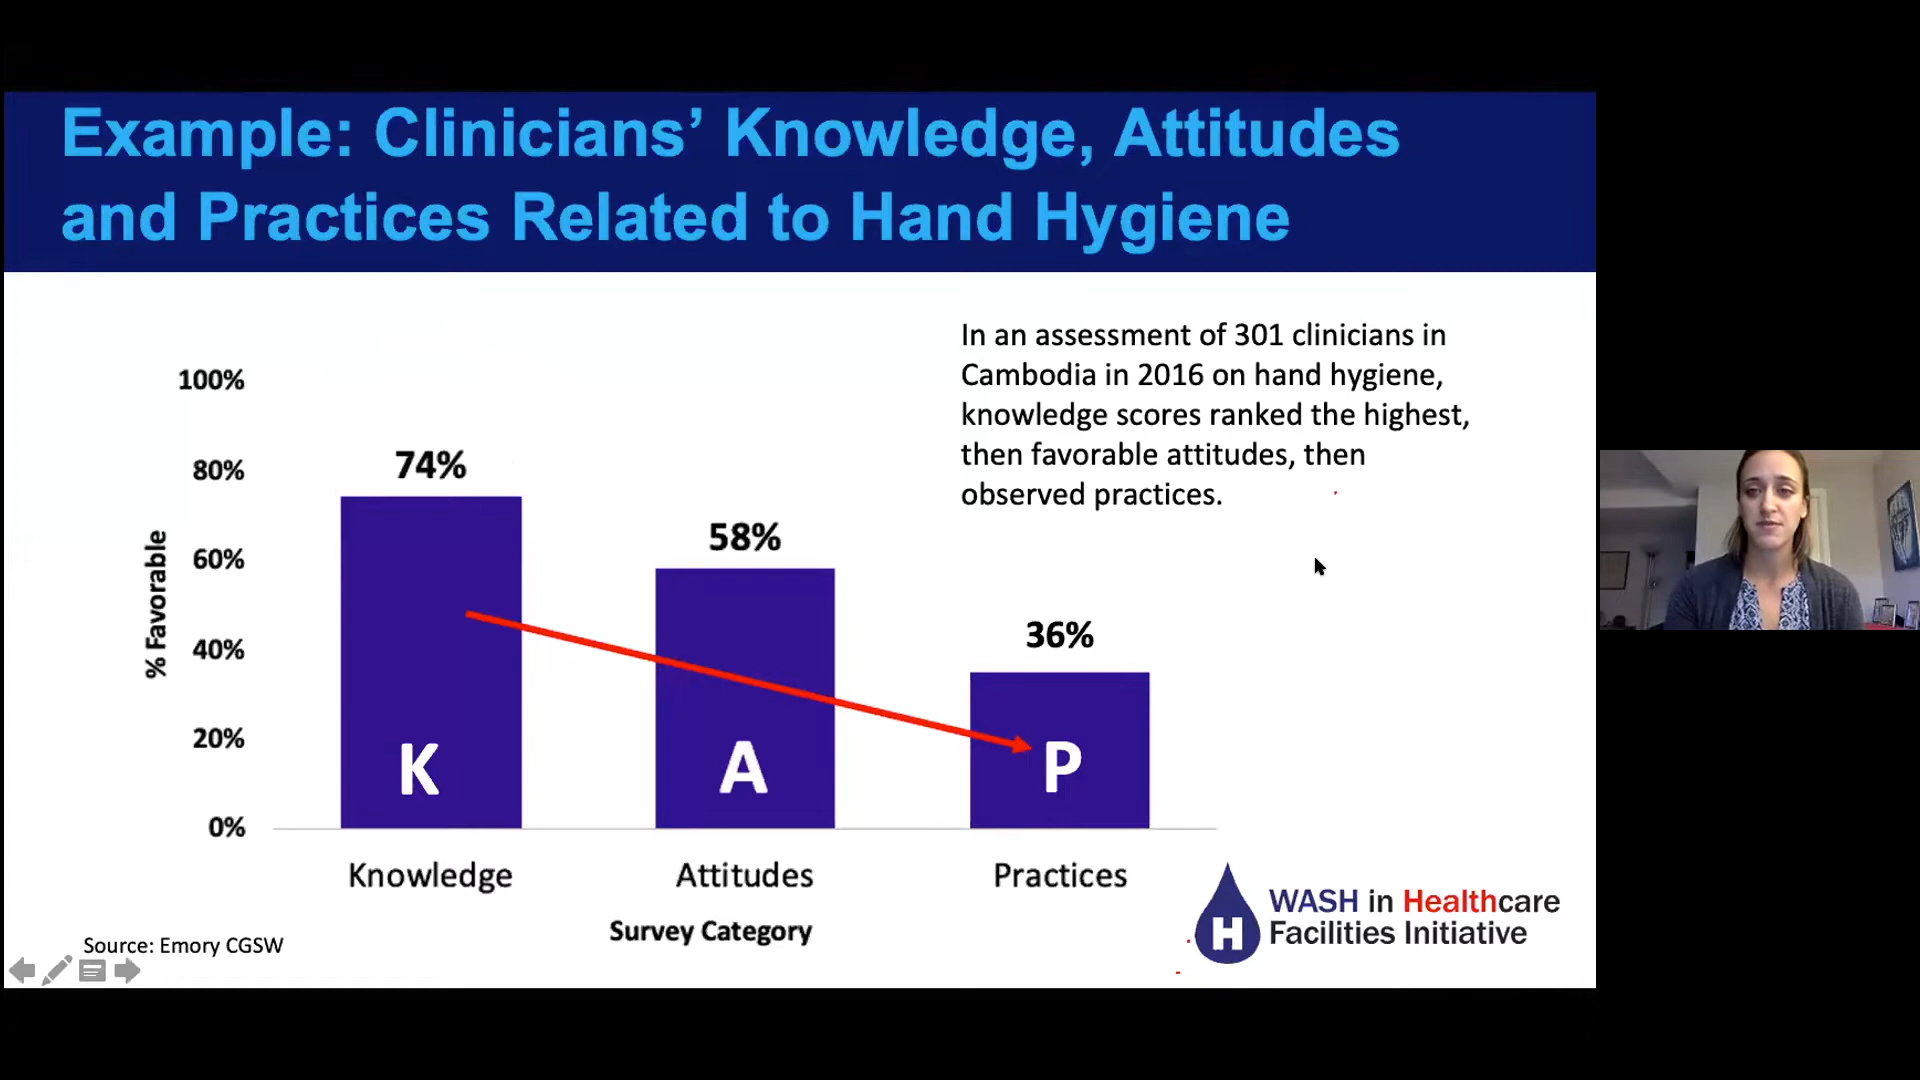 Example: Clinicians’ Knowledge, Attitudes
and Practices Related to Hand Hygiene
In an assessment of 301 clinicians in
Cambodia in 2016 on hand hygiene,
knowledge scores ranked the highest,
then favorable attitudes, then
observed practices.
% Favorable
100%
80%
60%
40%
20%
0%
74%
58%
36%
K
A
P
Knowledge
Attitudes
Practices
Survey Category
Source: Emory CGSW
H
WASH in Healthcare
Facilities Initiative